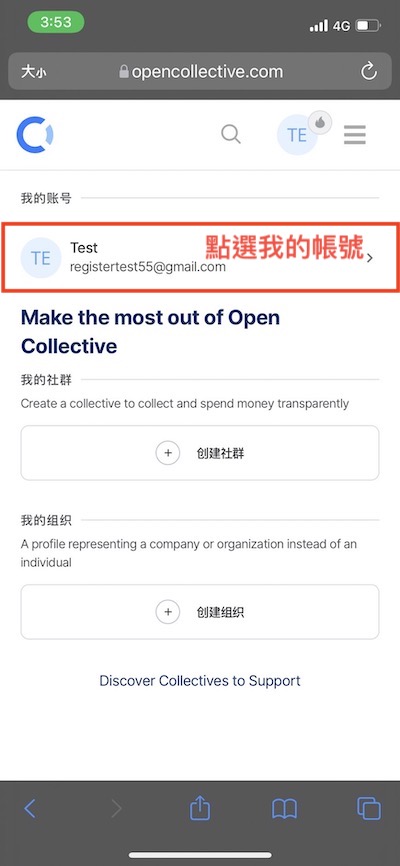 3:53
4G
大小
opencollective.com
TE
我的账号
TE
Test
點選我的帳號
registertest55@gmail.com
Make the most out of Open
Collective
我的社群
Create a collective to collect and spend money transparently
+ 创建社群
我的组织
A profile representing a company or organization instead of an
individual
+ 创建组织
Discover Collectives to Support